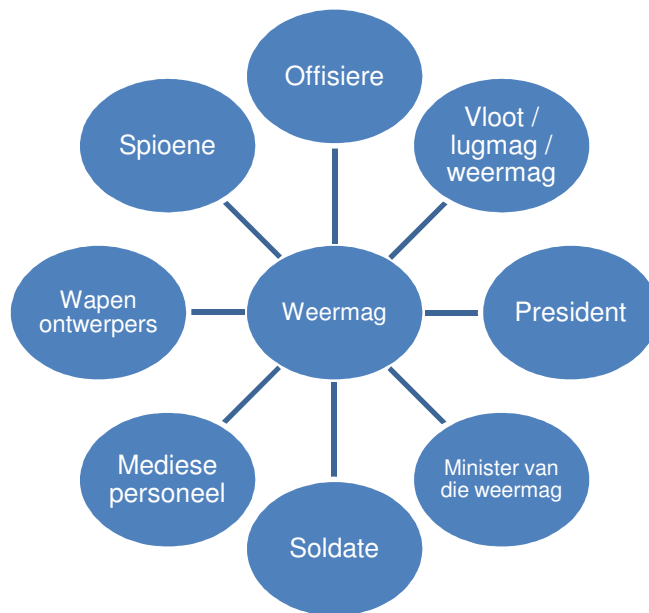 Offisiere
Spioene
Vloot /
lugmag /
weermag
Wapen
ontwerpers
Weermag
President
Mediese
personeel
Minister van
die weermag
Soldate